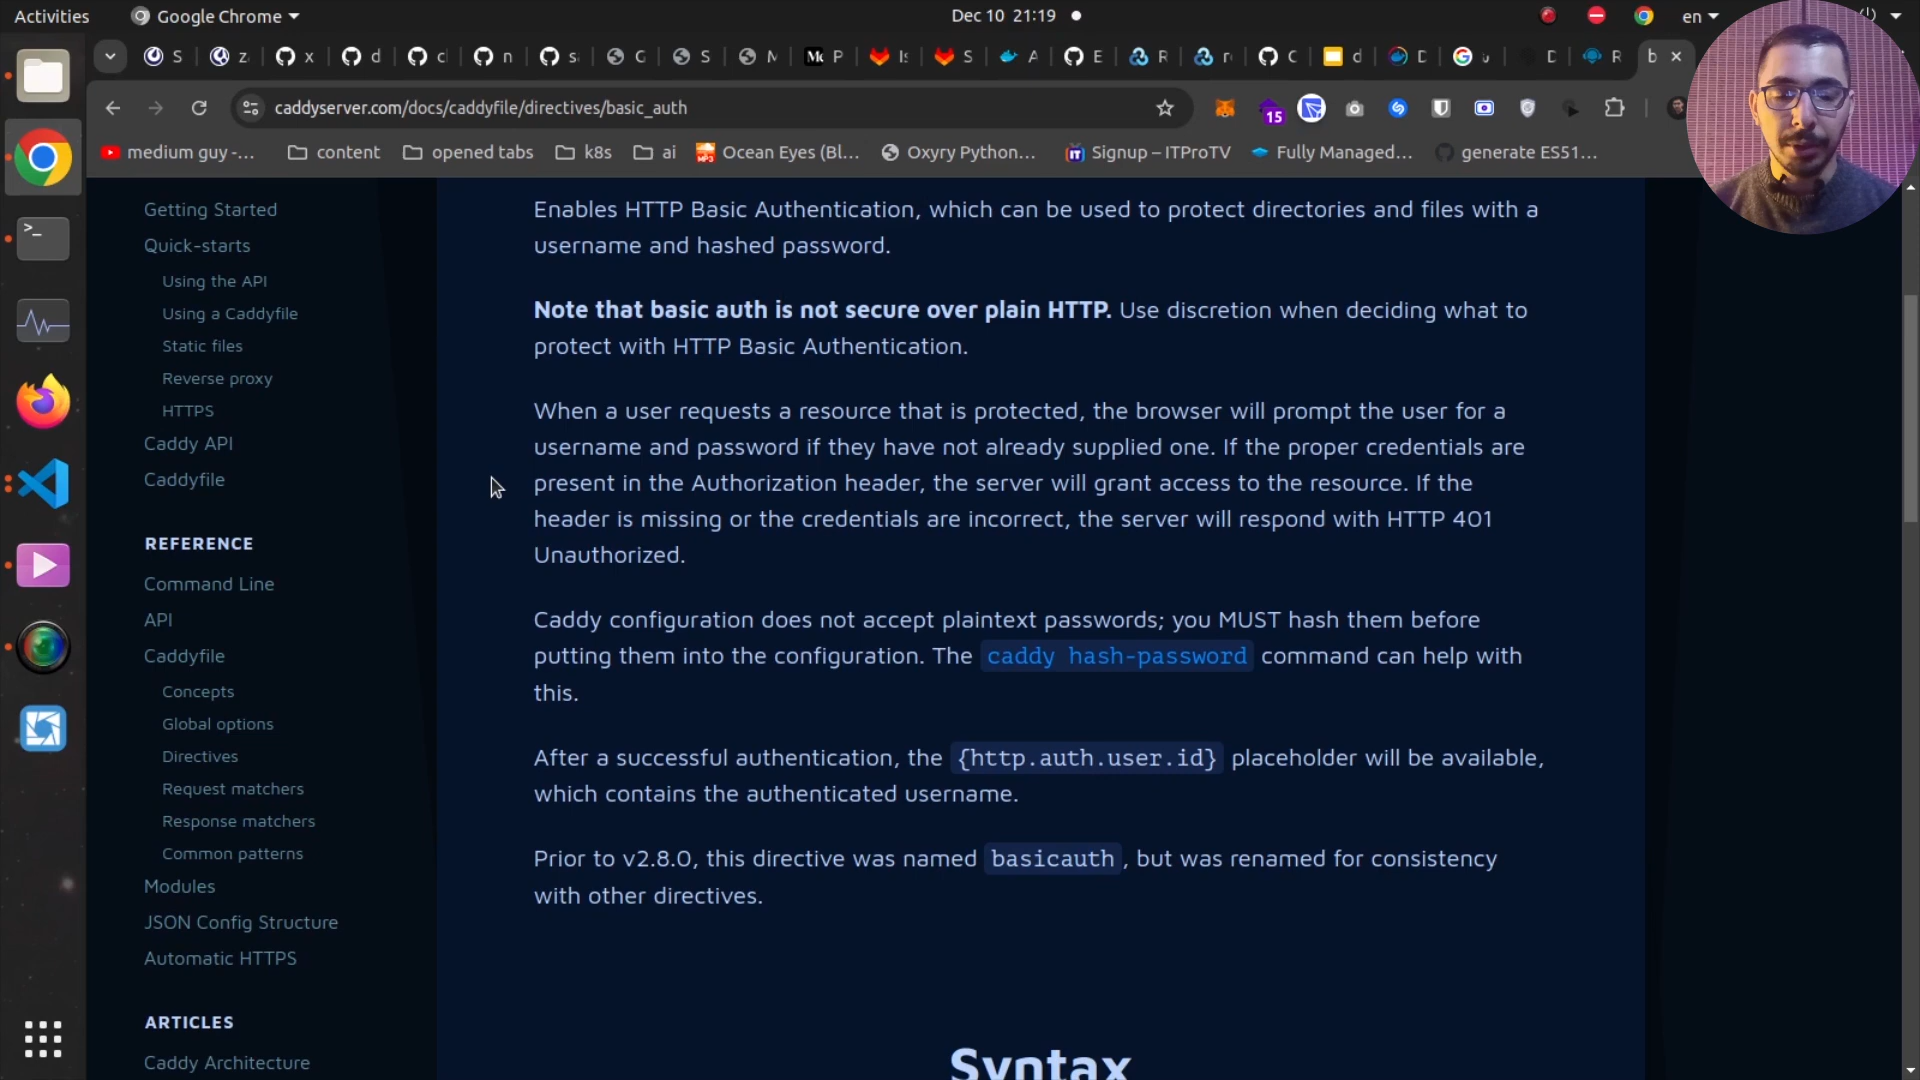 Activities
Google Chrome
Dec 10 21:19
en
S
z
x
d
cl
n
s
G
S
M
P
Is
S
A
E
R
r
C
d
D
G
D
R
b
caddyserver.com/docs/caddyfile/directives/basic_auth
15
medium guy -...
content
opened tabs
k8s
ai
Ocean Eyes (Bl...
Oxyry Python...
Signup – ITProTV
Fully Managed...
generate ES51...
Getting Started
Quick-starts
Using the API
Using a Caddyfile
Static files
Reverse proxy
HTTPS
Caddy API
Caddyfile
REFERENCE
Command Line
API
Caddyfile
Concepts
Global options
Directives
Request matchers
Response matchers
Common patterns
Modules
JSON Config Structure
Automatic HTTPS
ARTICLES
Caddy Architecture
Enables HTTP Basic Authentication, which can be used to protect directories and files with a
username and hashed password.
Note that basic auth is not secure over plain HTTP. Use discretion when deciding what to
protect with HTTP Basic Authentication.
When a user requests a resource that is protected, the browser will prompt the user for a
username and password if they have not already supplied one. If the proper credentials are
present in the Authorization header, the server will grant access to the resource. If the
header is missing or the credentials are incorrect, the server will respond with HTTP 401
Unauthorized.
Caddy configuration does not accept plaintext passwords; you MUST hash them before
putting them into the configuration. The caddy hash-password command can help with
this.
After a successful authentication, the {http.auth.user.id} placeholder will be available,
which contains the authenticated username.
Prior to v2.8.0, this directive was named basicauth, but was renamed for consistency
with other directives.
Syntax